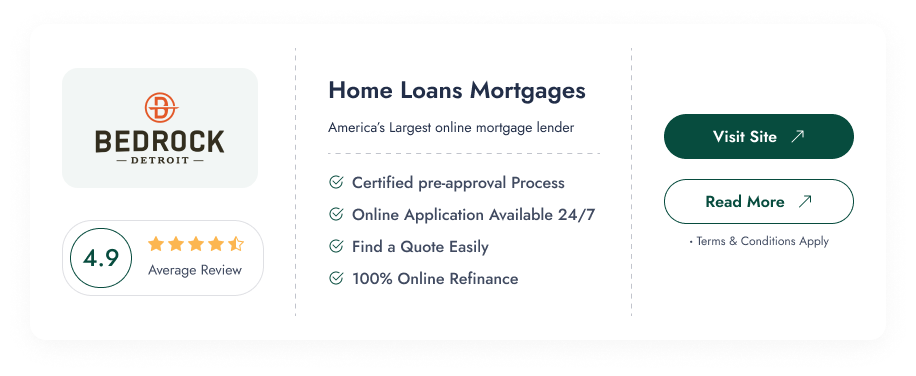 BEDROCK
DETROIT
4.9
Average Review
Home Loans Mortgages
America's Largest online mortgage lender
Certified pre-approval Process
Online Application Available 24/7
Find a Quote Easily
100% Online Refinance
Visit Site
Read More
• Terms & Conditions Apply